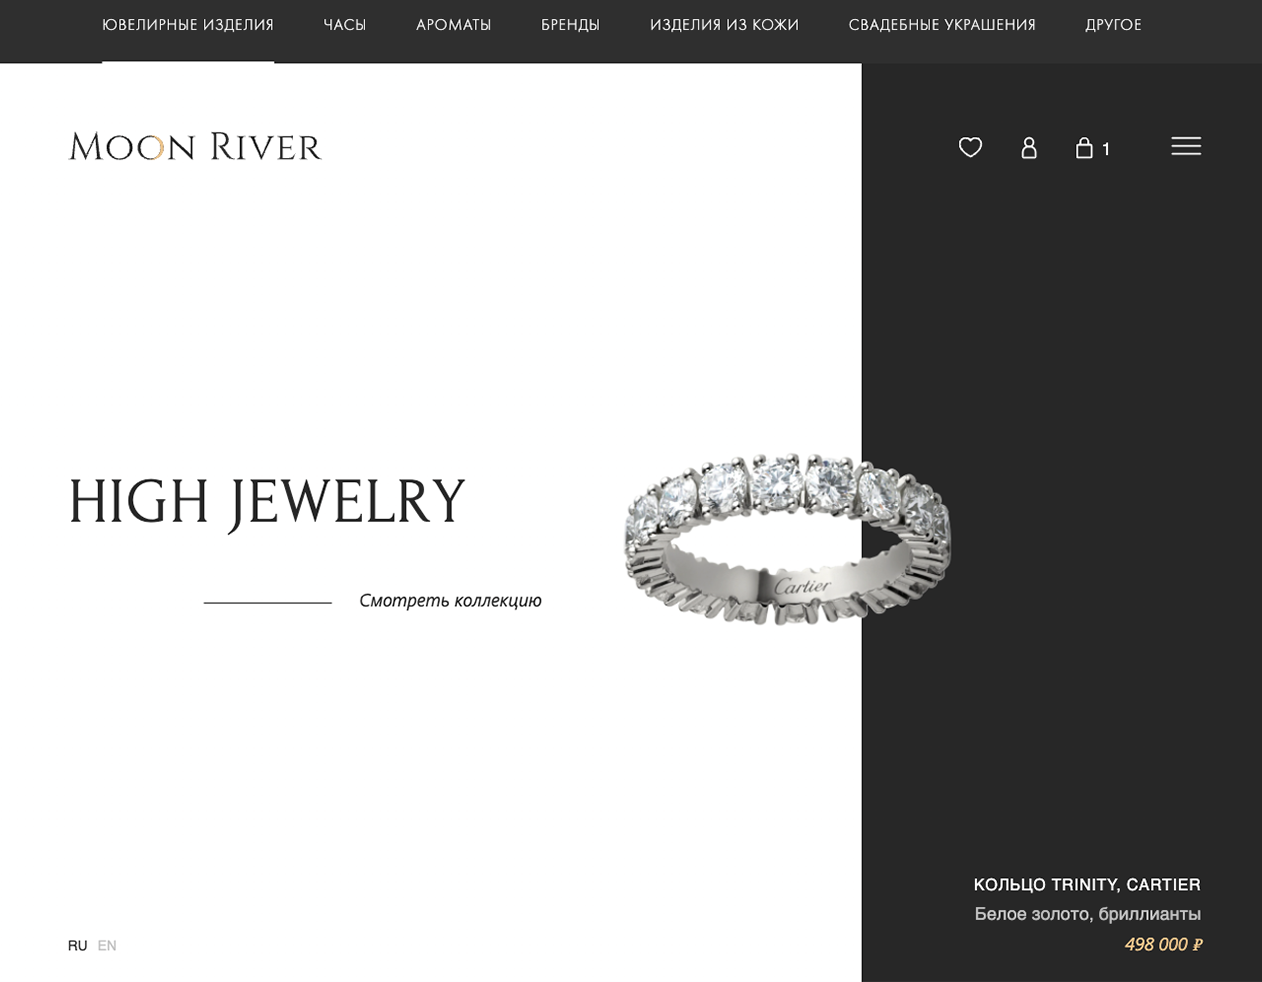 ЮВЕЛИРНЫЕ ИЗДЕЛИЯ ЧАСЫ АРОМАТЫ БРЕНДЫ ИЗДЕЛИЯ ИЗ КОЖИ СВАДЕБНЫЕ УКРАШЕНИЯ ДРУГОЕ
MOON RIVER
1
HIGH JEWELRY
Cartier
Смотреть коллекцию
КОЛЬЦО TRINITY, CARTIER
Белое золото, бриллианты
498 000 ₽
RU EN